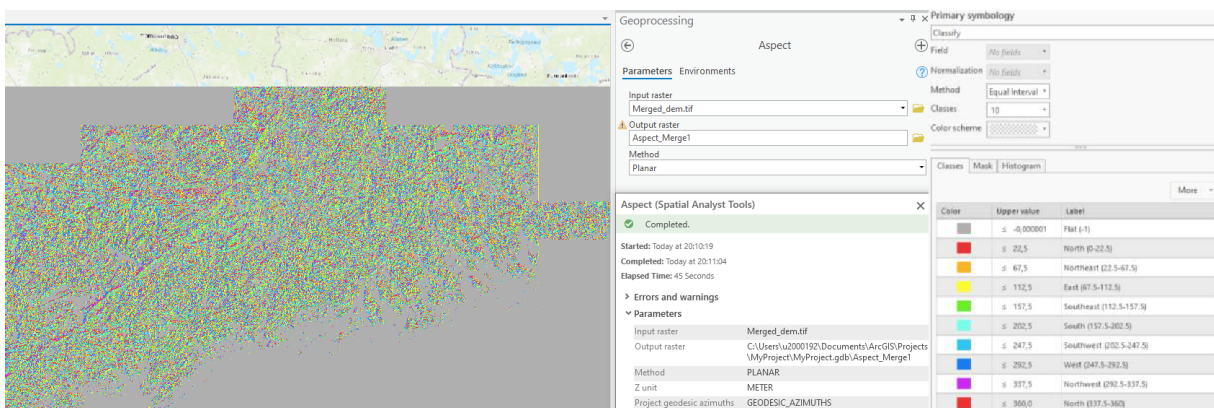 Geoprocessing
Aspect
Parameters Environments
Input raster
Merged_dem.tif
Output raster
Aspect_Merge1
Method
Planar
Aspect (Spatial Analyst Tools)
Completed.
Started: Today at 20:10:19
Completed: Today at 20:11:04
Elapsed Time: 45 Seconds
Errors and warnings
Parameters
Input raster Merged_dem.tif
Output raster C:\Users\u2000192\Documents\ArcGIS\Projects
\MyProject\MyProject.gdb\Aspect_Merge1
Method PLANAR
Z unit METER
Project geodesic azimuths GEODESIC_AZIMUTHS
Primary symbology
Classify
Field No fields
Normalization No fields
Method Equal Interval
Classes 10
Color scheme
Classes Mask Histogram
More
Color Upper value Label
≤ -0,000001 Flat (-1)
≤ 22,5 North (0-22.5)
≤ 67,5 Northeast (22.5-67.5)
≤ 112,5 East (67.5-112.5)
≤ 157,5 Southeast (112.5-157.5)
≤ 202,5 South (157.5-202.5)
≤ 247,5 Southwest (202.5-247.5)
≤ 292,5 West (247.5-292.5)
≤ 337,5 Northwest (292.5-337.5)
≤ 360,0 North (337.5-360)